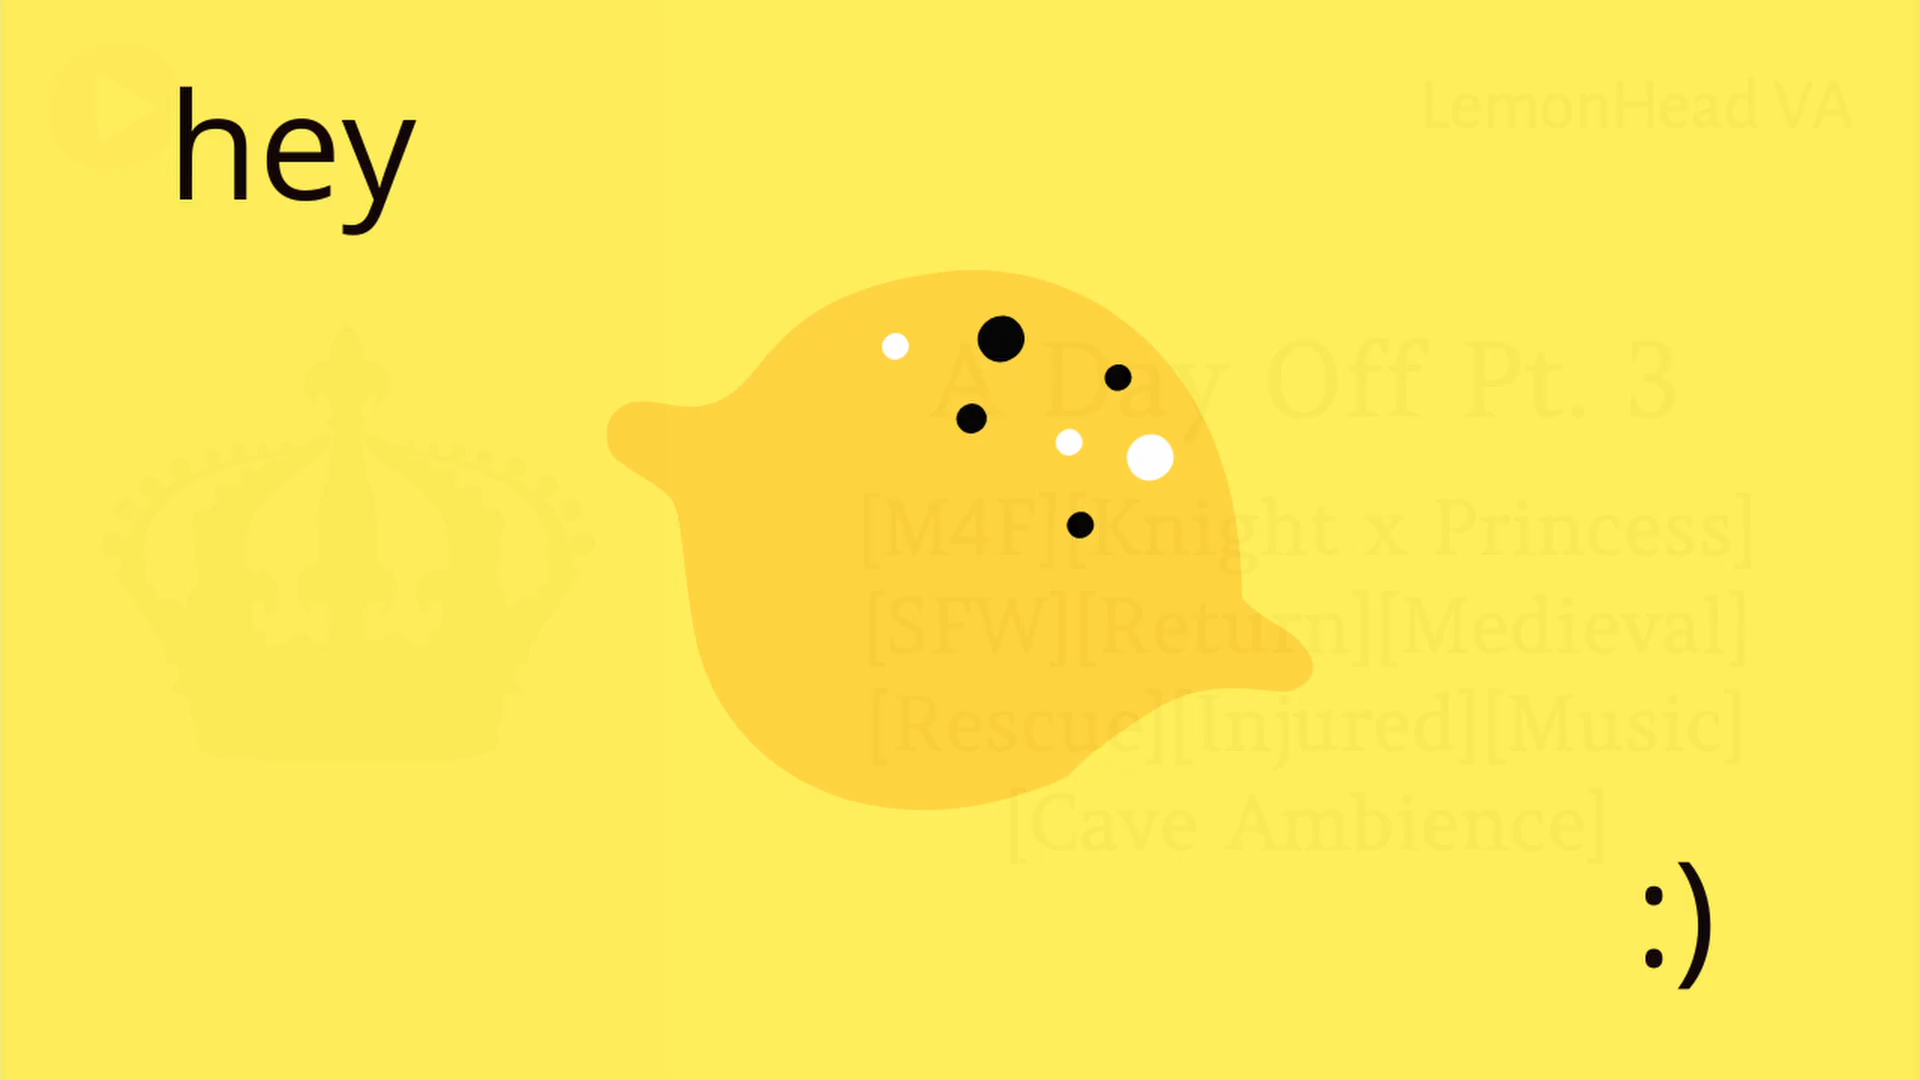 hey
LemonHead VA
A Day Off Pt. 3
[M4F][Knight x Princess]
[SFW][Return][Medieval]
[Rescue][Injured][Music]
[Cave Ambience]
:)